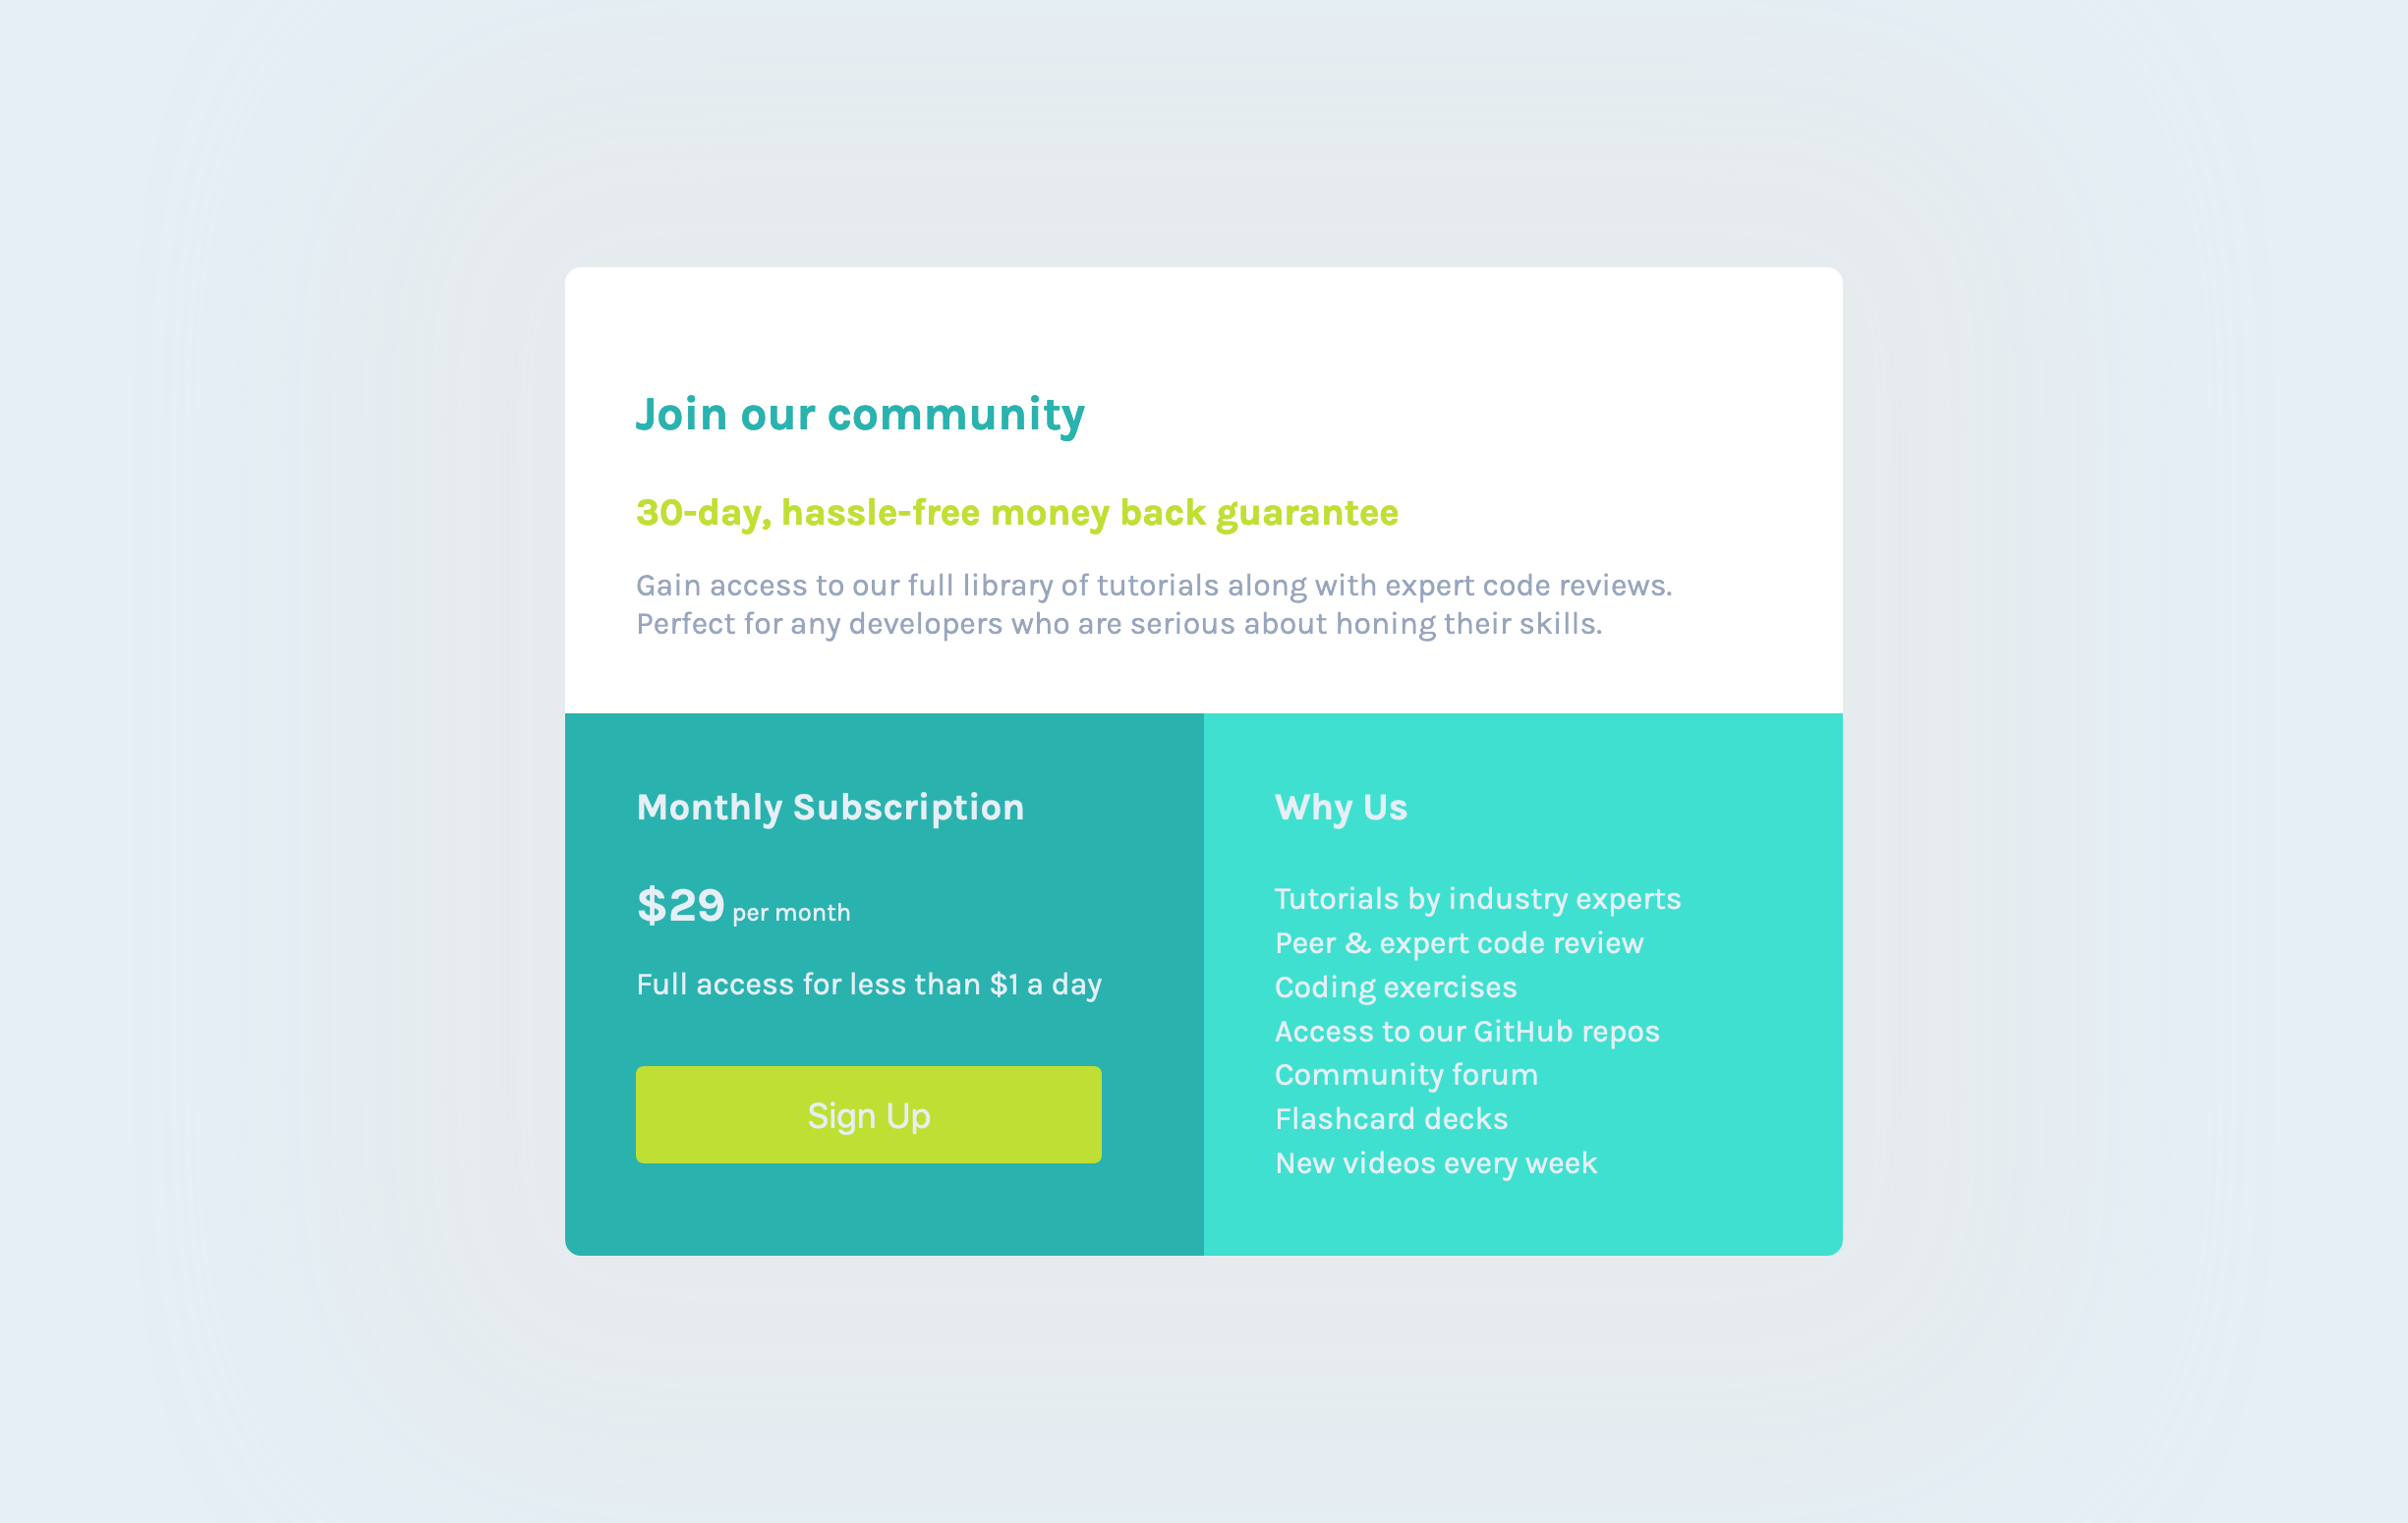 Join our community
30-day, hassle-free money back guarantee
Gain access to our full library of tutorials along with expert code reviews.
Perfect for any developers who are serious about honing their skills.
Monthly Subscription
$29 per month
Full access for less than $1 a day
Sign Up
Why Us
Tutorials by industry experts
Peer & expert code review
Coding exercises
Access to our GitHub repos
Community forum
Flashcard decks
New videos every week